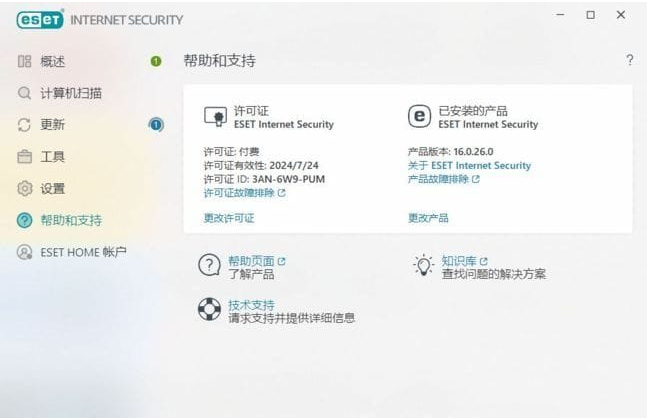 eset INTERNET SECURITY
概述
1
计算机扫描
更新
1
工具
设置
帮助和支持
ESET HOME 帐户
帮助和支持
?
许可证
ESET Internet Security
许可证: 付费
许可证有效性: 2024/7/24
许可证 ID: 3AN-6W9-PUM
许可证故障排除
更改许可证
已安装的产品
ESET Internet Security
产品版本: 16.0.26.0
关于 ESET Internet Security
产品故障排除
更改产品
帮助页面
了解产品
知识库
查找问题的解决方案
技术支持
请求支持并提供详细信息